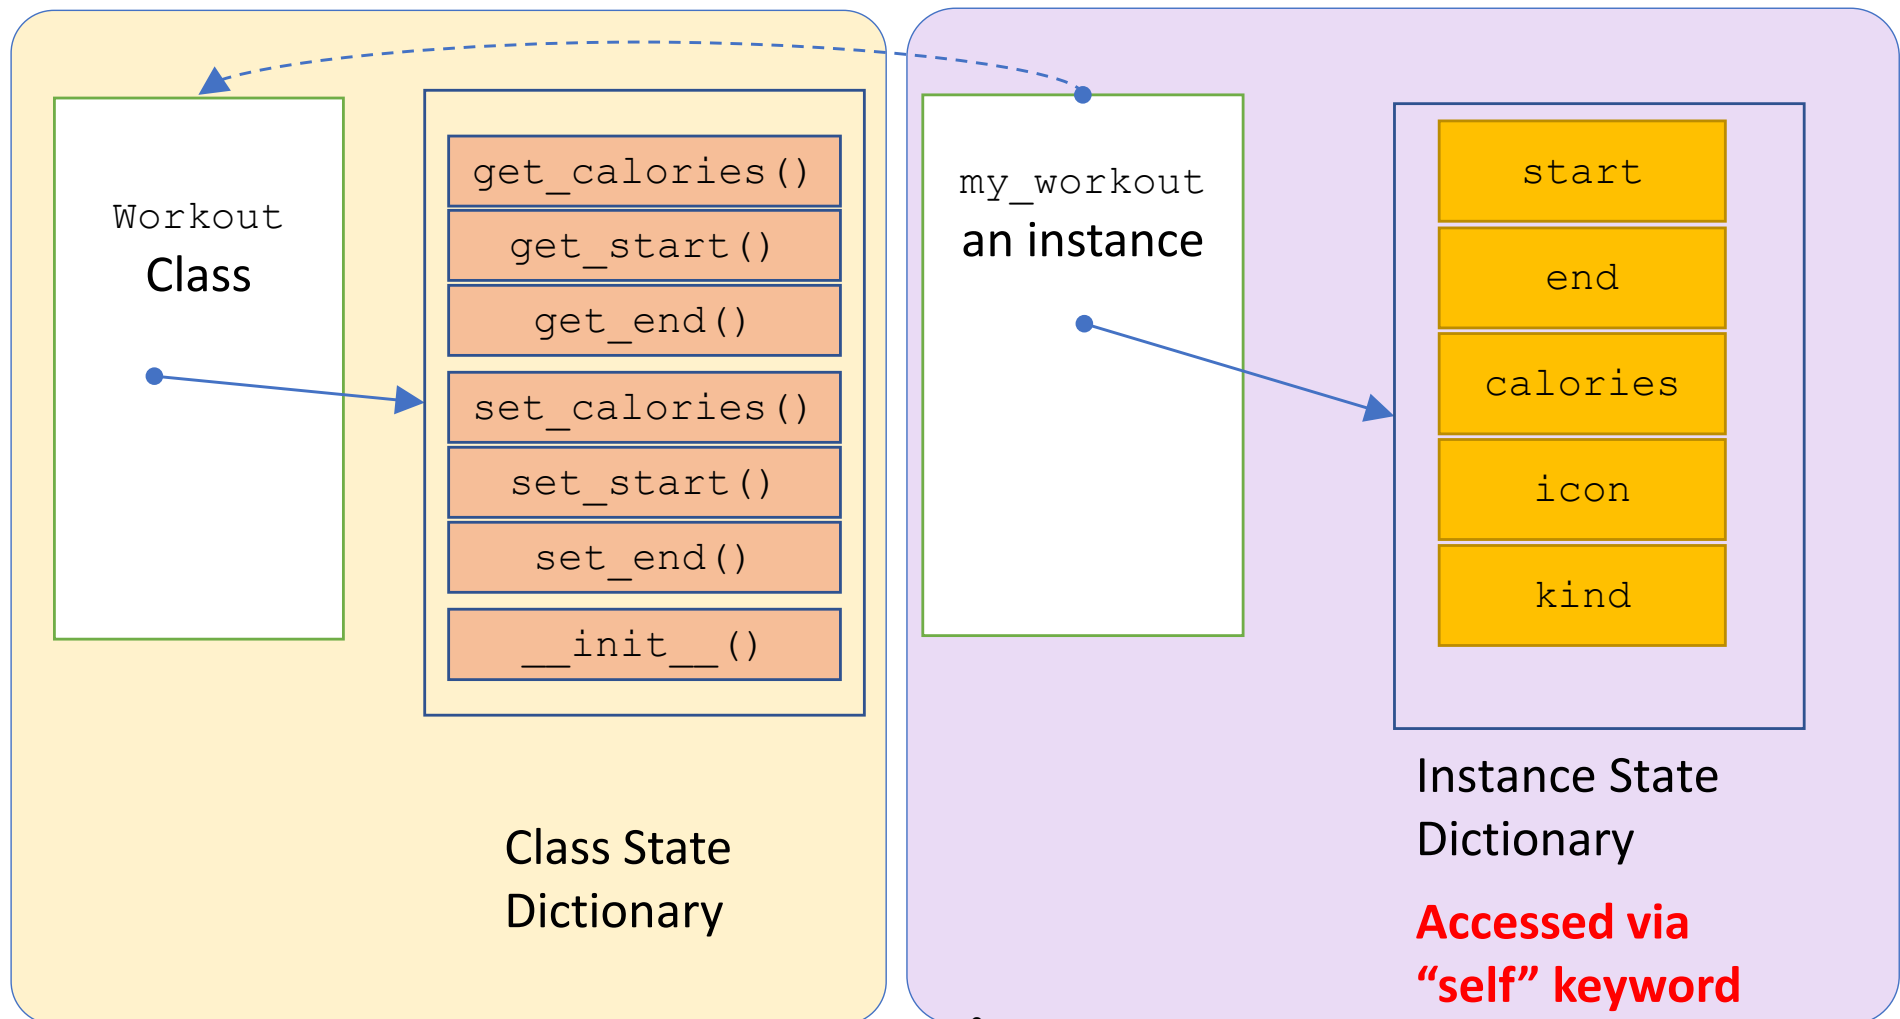 Workout
Class
get_calories()
get_start()
get_end()
set_calories()
set_start()
set_end()
__init__()
Class State
Dictionary
my_workout
an instance
start
end
calories
icon
kind
Instance State
Dictionary
Accessed via
“self” keyword